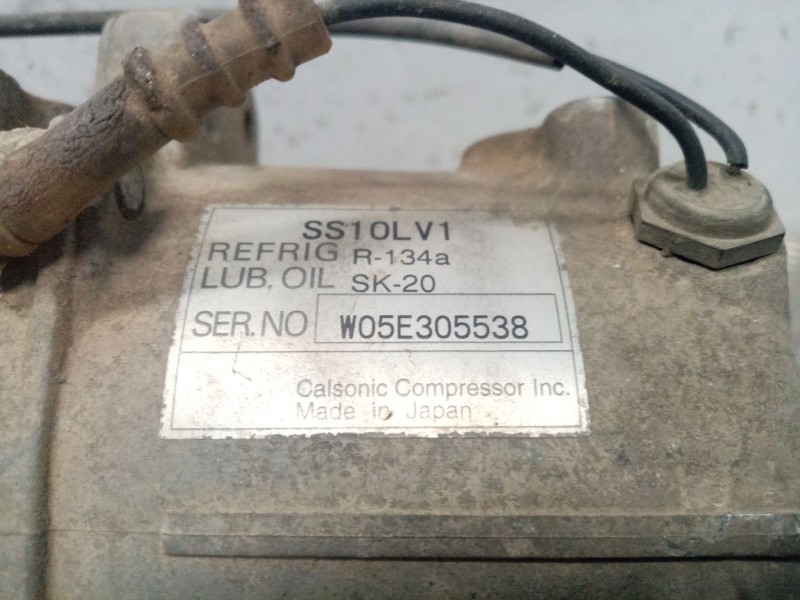 SS10LV1
REFRIG R-134a
LUB. OIL SK-20
SER. NO W05E305538
Calsonic Compressor Inc.
Made in Japan